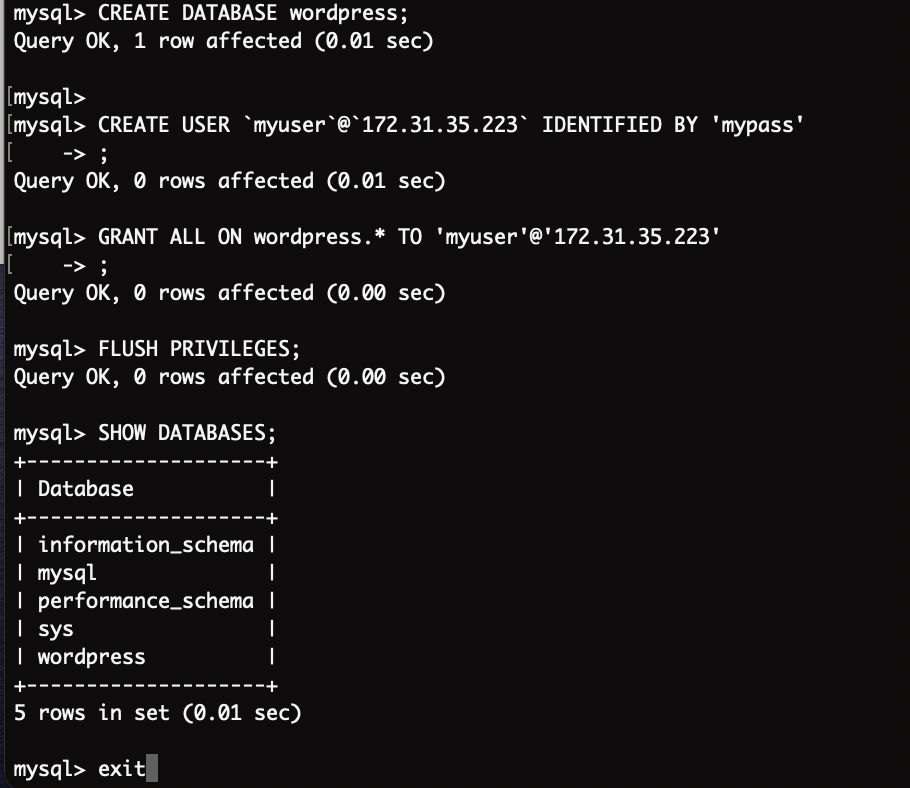 mysql> CREATE DATABASE wordpress;
Query OK, 1 row affected (0.01 sec)
[mysql>
[mysql> CREATE USER `myuser`@`172.31.35.223` IDENTIFIED BY 'mypass'
[    -> ;
Query OK, 0 rows affected (0.01 sec)
[mysql> GRANT ALL ON wordpress.* TO 'myuser'@'172.31.35.223'
[    -> ;
Query OK, 0 rows affected (0.00 sec)
mysql> FLUSH PRIVILEGES;
Query OK, 0 rows affected (0.00 sec)
mysql> SHOW DATABASES;
+--------------------+
| Database           |
+--------------------+
| information_schema |
| mysql              |
| performance_schema |
| sys                |
| wordpress          |
+--------------------+
5 rows in set (0.01 sec)
mysql> exit